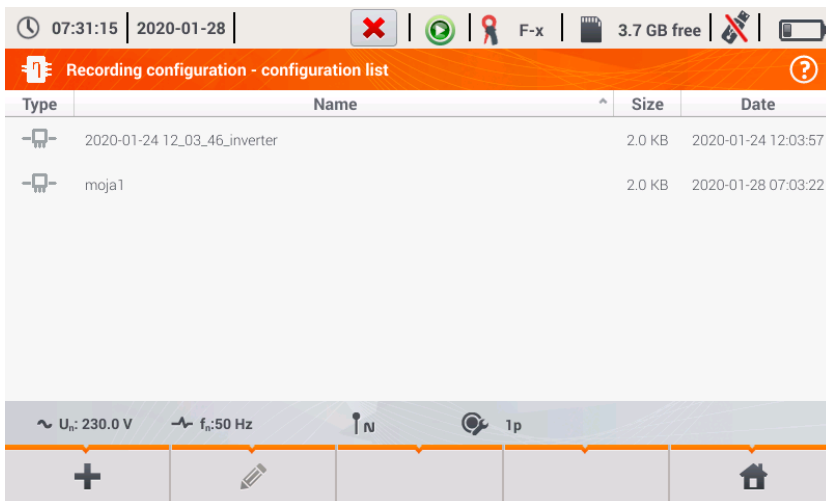 07:31:15 2020-01-28 F-x 3.7 GB free
Recording configuration - configuration list ?
Type Name Size Date
2020-01-24 12_03_46_inverter 2.0 KB 2020-01-24 12:03:57
moja1 2.0 KB 2020-01-28 07:03:22
Un: 230.0 V fn:50 Hz N 1p